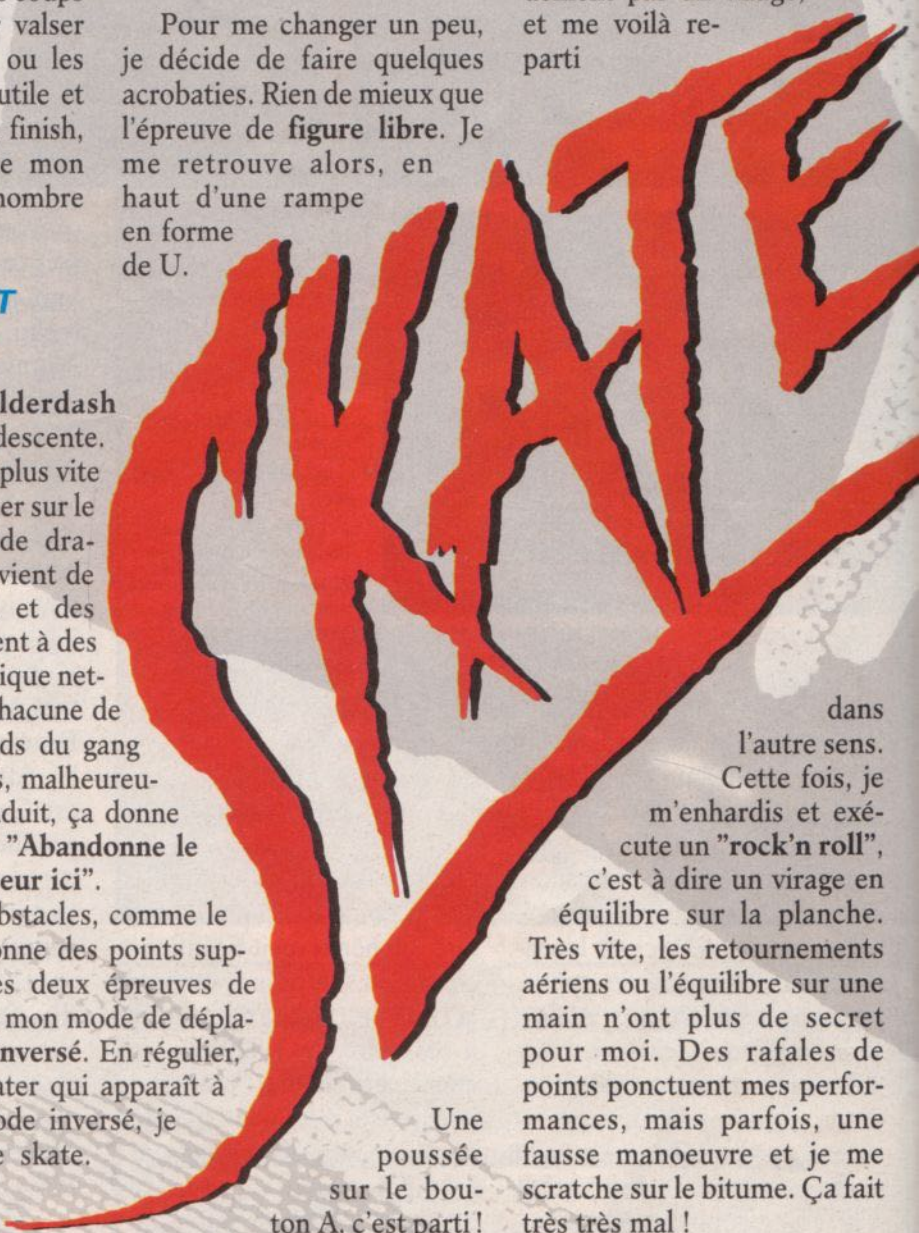 valser
ou les
utile et
finish,
e mon
nombre
T
lderdash
descente.
plus vite
er sur le
de dra-
vient de
et des
ent à des
ique net-
hacune de
ds du gang
s, malheureu-
duit, ça donne
"Abandonne le
eur ici".
bstacles, comme le
onne des points sup-
es deux épreuves de
mon mode de dépla-
nversé. En régulier,
ater qui apparaît à
ode inversé, je
e skate.
Pour me changer un peu,
je décide de faire quelques
acrobaties. Rien de mieux que
l'épreuve de figure libre. Je
me retrouve alors, en
haut d'une rampe
en forme
de U.
SKATE
Une
poussée
sur le bou-
ton A, c'est parti !
et me voilà re-
parti
dans
l'autre sens.
Cette fois, je
m'enhardis et exé-
cute un "rock'n roll",
c'est à dire un virage en
équilibre sur la planche.
Très vite, les retournements
aériens ou l'équilibre sur une
main n'ont plus de secret
pour moi. Des rafales de
points ponctuent mes perfor-
mances, mais parfois, une
fausse manoeuvre et je me
scratche sur le bitume. Ça fait
très très mal !